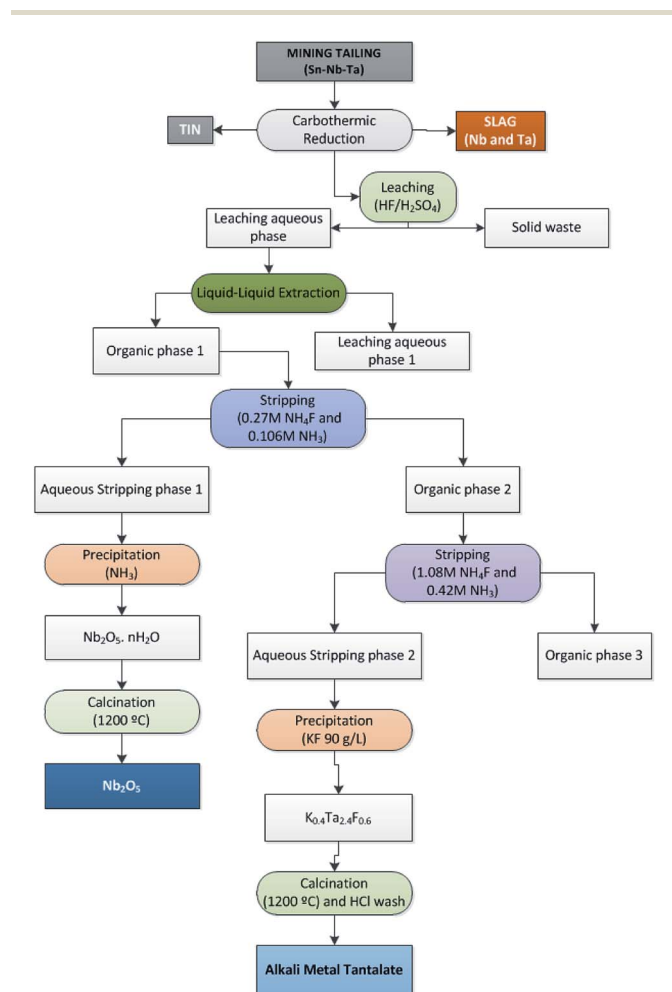 MINING TAILING
(Sn-Nb-Ta)
TIN
Carbothermic
Reduction
SLAG
(Nb and Ta)
Leaching
(HF/H₂SO₄)
Leaching aqueous
phase
Solid waste
Liquid-Liquid Extraction
Organic phase 1
Leaching aqueous
phase 1
Stripping
(0.27M NH₄F and
0.106M NH₃)
Aqueous Stripping phase 1
Organic phase 2
Precipitation
(NH₃)
Stripping
(1.08M NH₄F and
0.42M NH₃)
Nb₂O₅. nH₂O
Aqueous Stripping phase 2
Organic phase 3
Calcination
(1200 ºC)
Precipitation
(KF 90 g/L)
Nb₂O₅
K₀.₄Ta₂.₄F₀.₆
Calcination
(1200 ºC) and HCl wash
Alkali Metal Tantalate